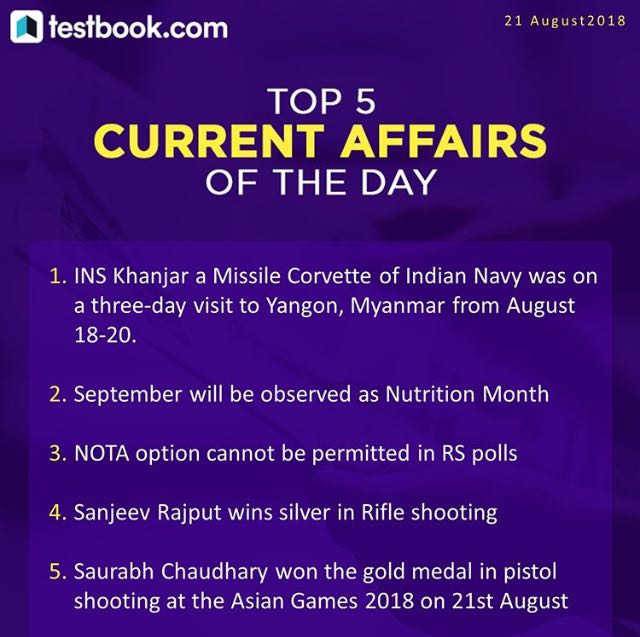 testbook.com
21 August2018
TOP 5
CURRENT AFFAIRS
OF THE DAY
1. INS Khanjar a Missile Corvette of Indian Navy was on
a three-day visit to Yangon, Myanmar from August
18-20.
2. September will be observed as Nutrition Month
3. NOTA option cannot be permitted in RS polls
4. Sanjeev Rajput wins silver in Rifle shooting
5. Saurabh Chaudhary won the gold medal in pistol
shooting at the Asian Games 2018 on 21st August